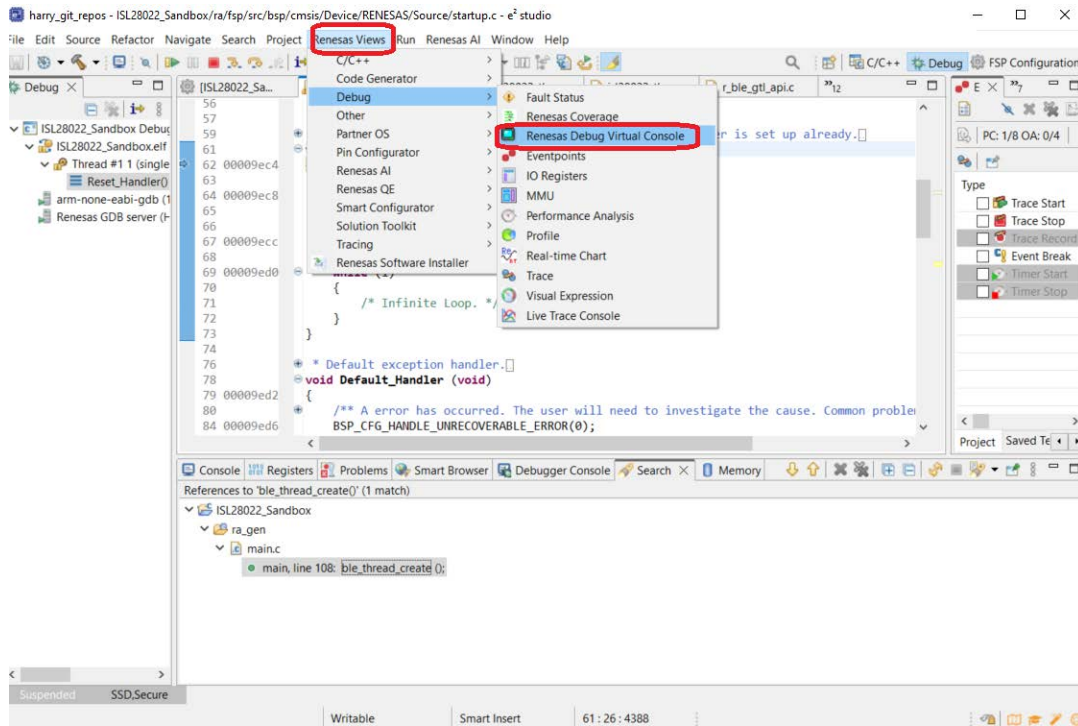 harry_git_repos - ISL28022_Sandbox/ra/fsp/src/bsp/cmsis/Device/RENESAS/Source/startup.c - e² studio
File Edit Source Refactor Navigate Search Project Renesas Views Run Renesas AI Window Help
C/C++ Debug FSP Configuration
Debug
[ISL28022_Sa...
r_ble_gtl_api.c
12
E
7
ISL28022_Sandbox Debug
ISL28022_Sandbox.elf
Thread #1 1 (single
Reset_Handler()
arm-none-eabi-gdb (1
Renesas GDB server (H
C/C++
Code Generator
Debug
Other
Partner OS
Pin Configurator
Renesas AI
Renesas QE
Smart Configurator
Solution Toolkit
Tracing
Renesas Software Installer
Fault Status
Renesas Coverage
Renesas Debug Virtual Console
Eventpoints
IO Registers
MMU
Performance Analysis
Profile
Real-time Chart
Trace
Visual Expression
Live Trace Console
56
57
59 er is set up already.
61
62 00009ec4
63
64 00009ec8
65
66
67 00009ecc
68
69 00009ed0 while (1)
70 {
71 /* Infinite Loop. */
72 }
73 }
74
76 * Default exception handler.
78 void Default_Handler (void)
79 00009ed2 {
80 /** A error has occurred. The user will need to investigate the cause. Common proble
84 00009ed6 BSP_CFG_HANDLE_UNRECOVERABLE_ERROR(0);
PC: 1/8 OA: 0/4
Type
Trace Start
Trace Stop
Trace Record
Event Break
Timer Start
Timer Stop
Project Saved Te
Console Registers Problems Smart Browser Debugger Console Search Memory
References to 'ble_thread_create()' (1 match)
ISL28022_Sandbox
ra_gen
main.c
main, line 108: ble_thread_create ();
Suspended SSD,Secure
Writable Smart Insert 61 : 26 : 4388